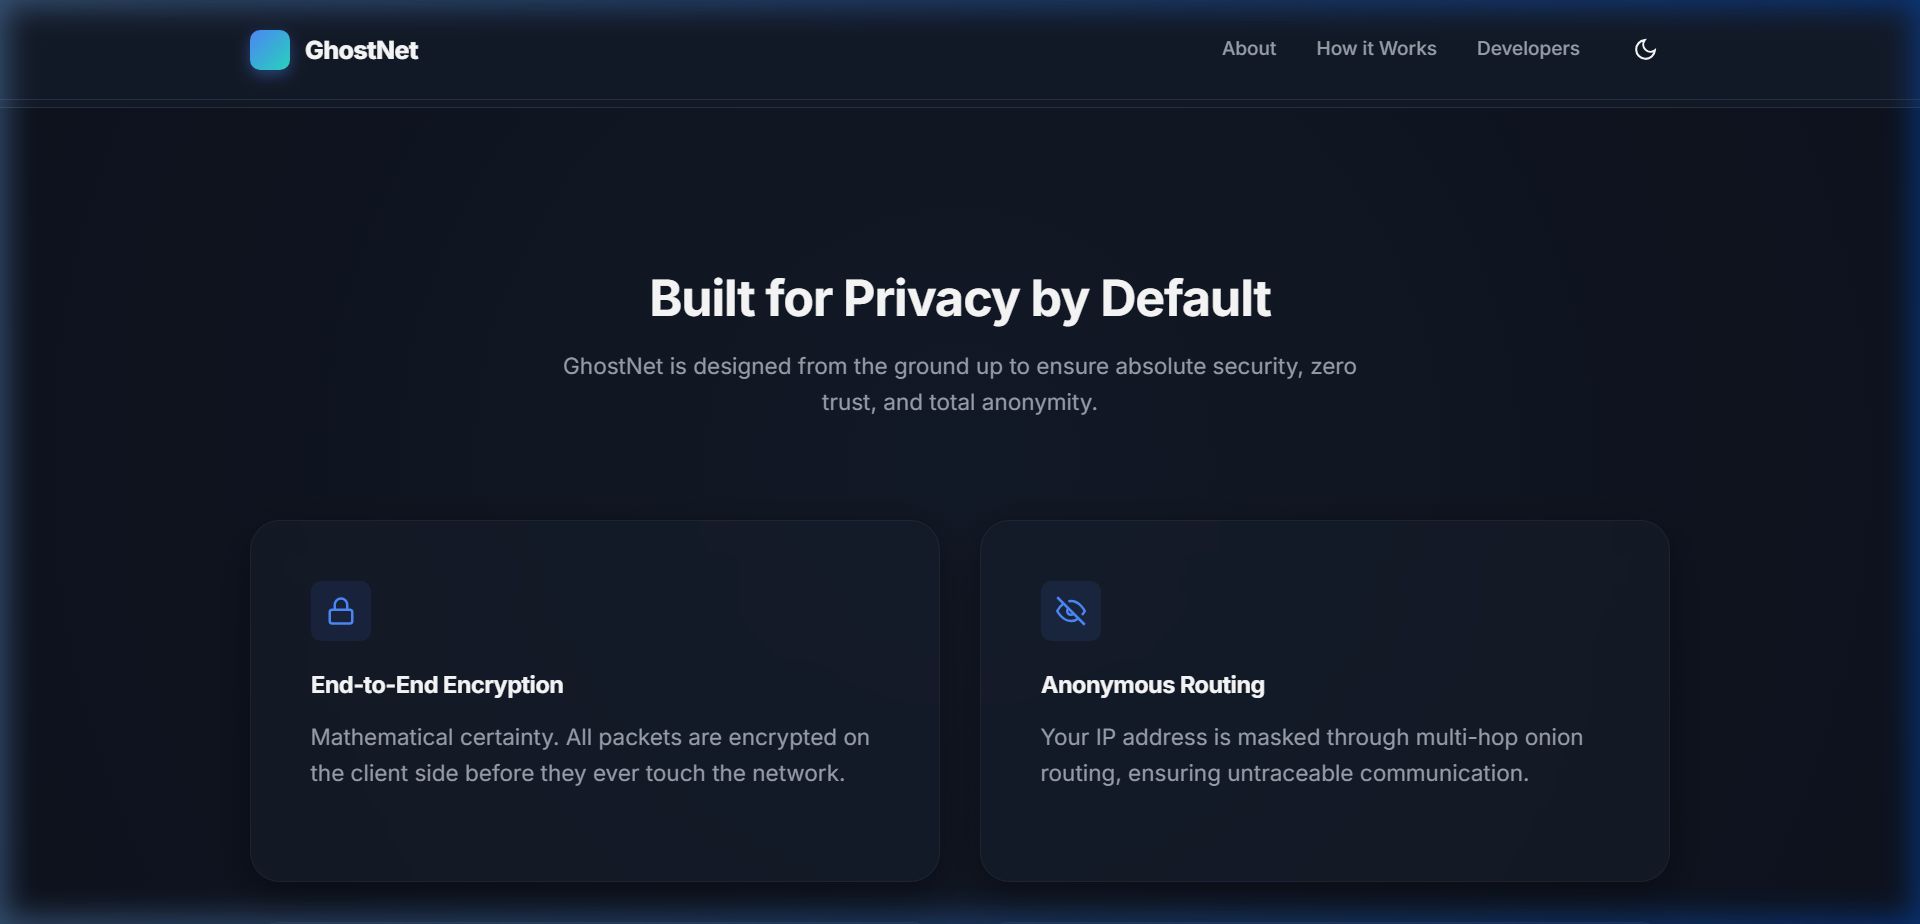 GhostNet
About
How it Works
Developers
Built for Privacy by Default
GhostNet is designed from the ground up to ensure absolute security, zero
trust, and total anonymity.
End-to-End Encryption
Mathematical certainty. All packets are encrypted on
the client side before they ever touch the network.
Anonymous Routing
Your IP address is masked through multi-hop onion
routing, ensuring untraceable communication.